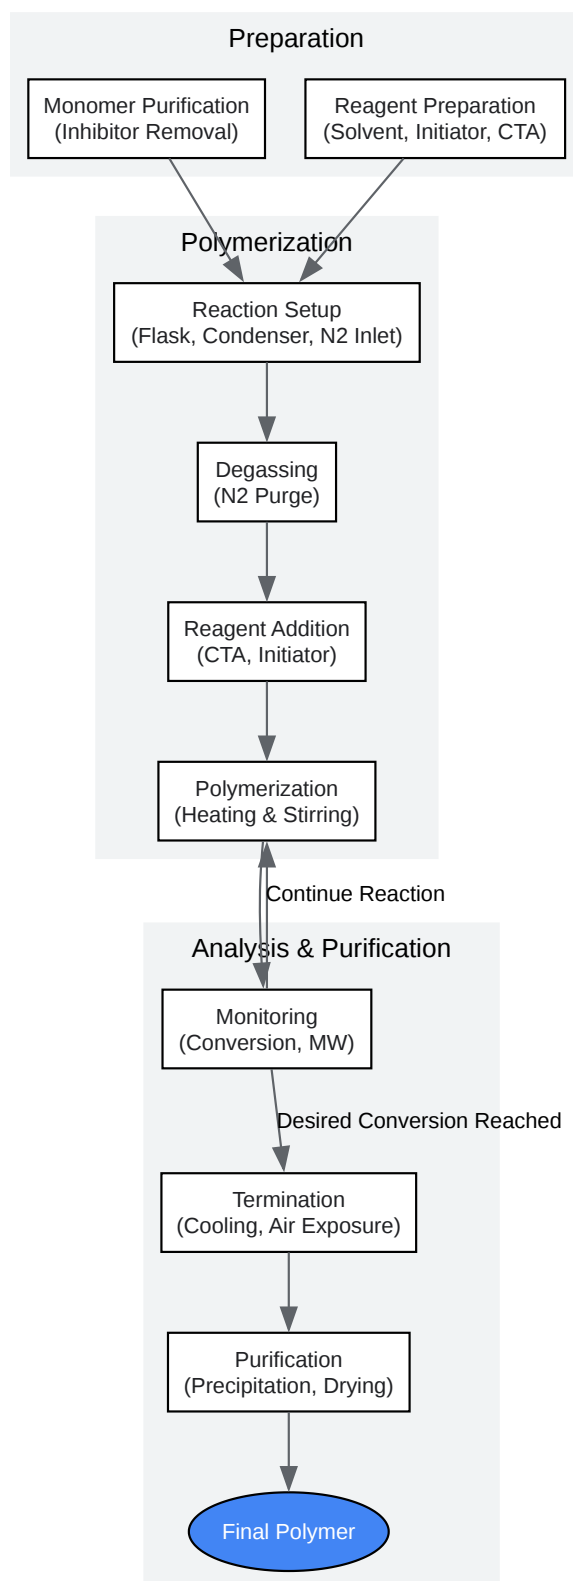 Preparation
Monomer Purification
(Inhibitor Removal)
Reagent Preparation
(Solvent, Initiator, CTA)
Polymerization
Reaction Setup
(Flask, Condenser, N2 Inlet)
Degassing
(N2 Purge)
Reagent Addition
(CTA, Initiator)
Polymerization
(Heating & Stirring)
Continue Reaction
Analysis & Purification
Monitoring
(Conversion, MW)
Desired Conversion Reached
Termination
(Cooling, Air Exposure)
Purification
(Precipitation, Drying)
Final Polymer